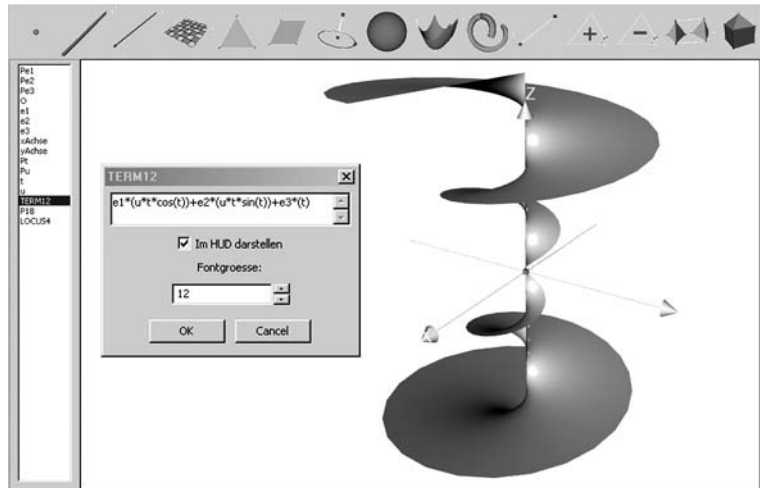 Pe1
Pe2
Pe3
O
e1
e2
e3
xAchse
yAchse
Pt
Pu
t
u
TERM12
P18
LOCUS4
TERM12
e1*(u*t*cos(t))+e2*(u*t*sin(t))+e3*(t)
Im HUD darstellen
Fontgroesse:
12
OK
Cancel
Z